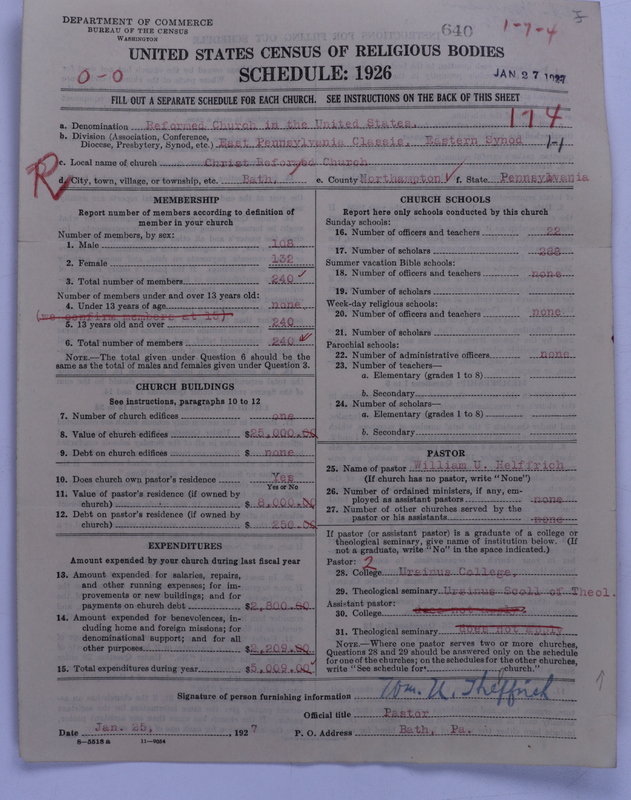 DEPARTMENT OF COMMERCE
BUREAU OF THE CENSUS
WASHINGTON
640
1-7-4
UNITED STATES CENSUS OF RELIGIOUS BODIES
SCHEDULE: 1926
0-0
JAN 27 1927
FILL OUT A SEPARATE SCHEDULE FOR EACH CHURCH. SEE INSTRUCTIONS ON THE BACK OF THIS SHEET
174
a. Denomination Reformed Church in the United States.
b. Division (Association, Conference, Diocese, Presbytery, Synod, etc.) East Pennsylvania Classis, Eastern Synod
1-1
c. Local name of church Christ Reformed Church
R
d. City, town, village, or township, etc. Bath, e. County Northampton f. State Pennsylvania
MEMBERSHIP
Report number of members according to definition of
member in your church
Number of members, by sex:
1. Male 108
2. Female 132
3. Total number of members 240
Number of members under and over 13 years old:
4. Under 13 years of age none
(we confirm members at 15)
5. 13 years old and over 240
6. Total number of members 240
NOTE.—The total given under Question 6 should be the
same as the total of males and females given under Question 3.
CHURCH BUILDINGS
See instructions, paragraphs 10 to 12
7. Number of church edifices one
8. Value of church edifices $25,000.00
9. Debt on church edifices $ none
10. Does church own pastor's residence Yes
Yes or No
11. Value of pastor's residence (if owned by
church) $ 8,000.00
12. Debt on pastor's residence (if owned by
church) $ 250.00
EXPENDITURES
Amount expended by your church during last fiscal year
13. Amount expended for salaries, repairs,
and other running expenses; for im-
provements or new buildings; and for
payments on church debt $2,800.00
14. Amount expended for benevolences, in-
cluding home and foreign missions; for
denominational support; and for all
other purposes $2,209.00
15. Total expenditures during year $5,009.00
CHURCH SCHOOLS
Report here only schools conducted by this church
Sunday schools:
16. Number of officers and teachers 22
17. Number of scholars 288
Summer vacation Bible schools:
18. Number of officers and teachers none
19. Number of scholars
Week-day religious schools:
20. Number of officers and teachers none
21. Number of scholars
Parochial schools:
22. Number of administrative officers none
23. Number of teachers—
a. Elementary (grades 1 to 8)
b. Secondary
24. Number of scholars—
a. Elementary (grades 1 to 8)
b. Secondary
PASTOR
25. Name of pastor William U. Helffrich
(If church has no pastor, write "None")
26. Number of ordained ministers, if any, em-
ployed as assistant pastors none
27. Number of other churches served by the
pastor or his assistants none
If pastor (or assistant pastor) is a graduate of a college or
theological seminary, give name of institution below. (If
not a graduate, write "No" in the space indicated.)
Pastor: 2
28. College Ursinus College,
29. Theological seminary Ursinus Scoll of Theol.
Assistant pastor:
30. College
31. Theological seminary does not apply
NOTE.—Where one pastor serves two or more churches,
Questions 28 and 29 should be answered only on the schedule
for one of the churches; on the schedules for the other churches,
write "See schedule for church."
Signature of person furnishing information Wm. U. Helffrich
Official title Pastor
Date Jan. 25, 1927 P. O. Address Bath, Pa.
8—5515 a 11—9084